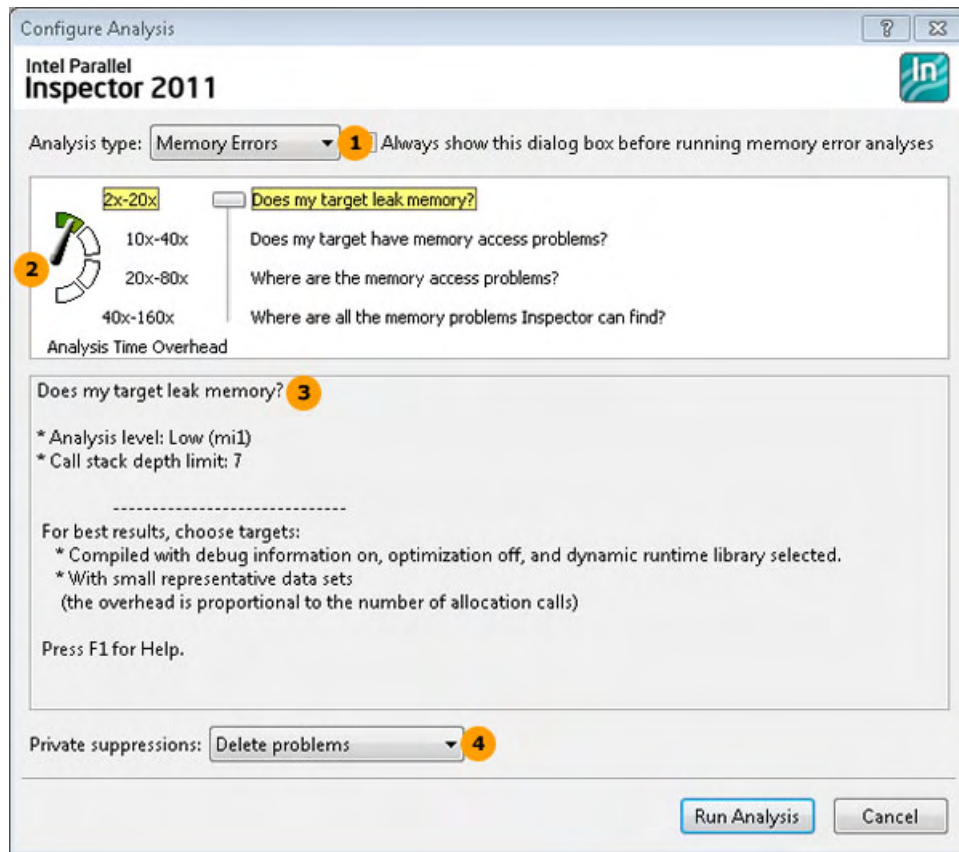 Configure Analysis
Intel Parallel
Inspector 2011
In
Analysis type: Memory Errors 1 Always show this dialog box before running memory error analyses
2x-20x Does my target leak memory?
10x-40x Does my target have memory access problems?
2
20x-80x Where are the memory access problems?
40x-160x Where are all the memory problems Inspector can find?
Analysis Time Overhead
Does my target leak memory? 3
* Analysis level: Low (mi1)
* Call stack depth limit: 7
------------------------------
For best results, choose targets:
* Compiled with debug information on, optimization off, and dynamic runtime library selected.
* With small representative data sets
(the overhead is proportional to the number of allocation calls)
Press F1 for Help.
Private suppressions: Delete problems 4
Run Analysis Cancel